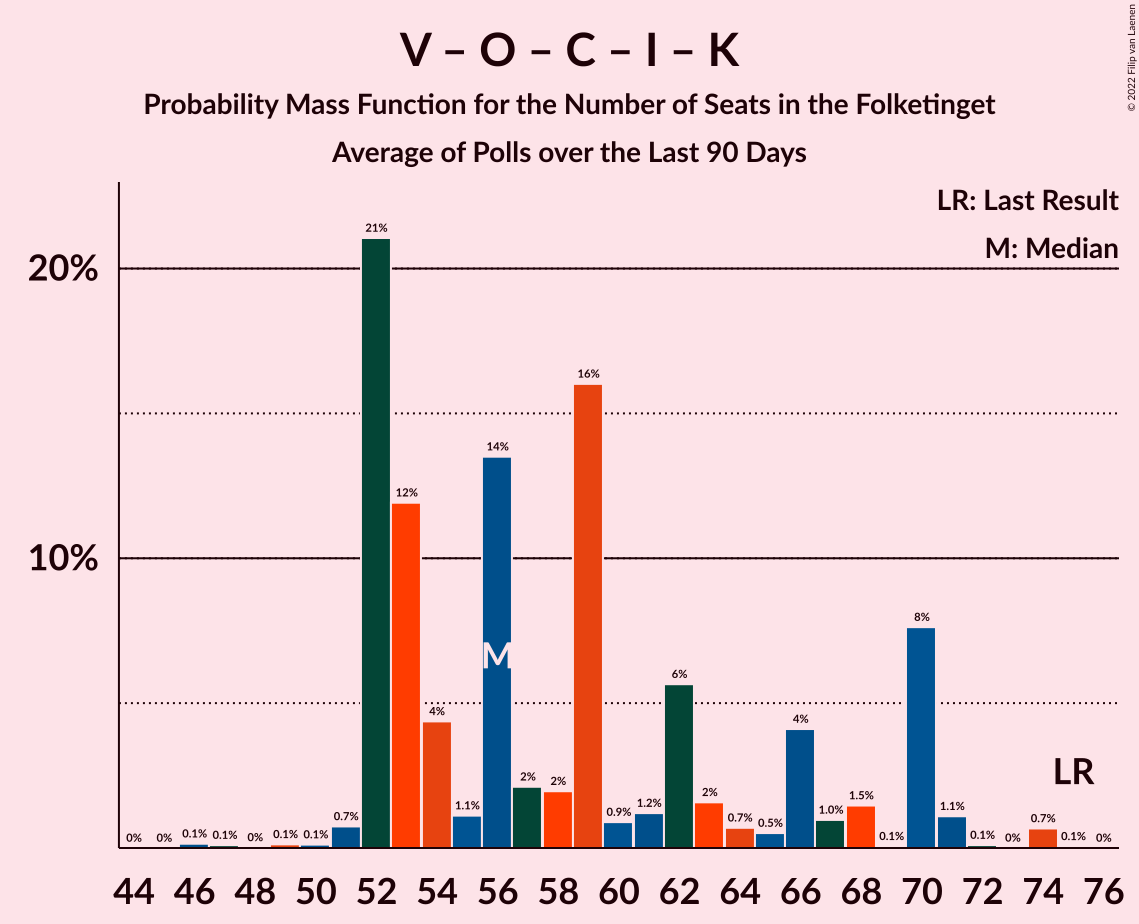 V – O – C – I – K
Probability Mass Function for the Number of Seats in the Folketinget
Average of Polls over the Last 90 Days
© 2022 Filip van Laenen
LR: Last Result
M: Median
20%
10%
0% 0% 0.1% 0.1% 0% 0.1% 0.1% 0.7% 21% 12% 4% 1.1% 14% 2% 2% 16% 0.9% 1.2% 6% 2% 0.7% 0.5% 4% 1.0% 1.5% 0.1% 8% 1.1% 0.1% 0% 0.7% 0.1% 0%
M
LR
44 46 48 50 52 54 56 58 60 62 64 66 68 70 72 74 76